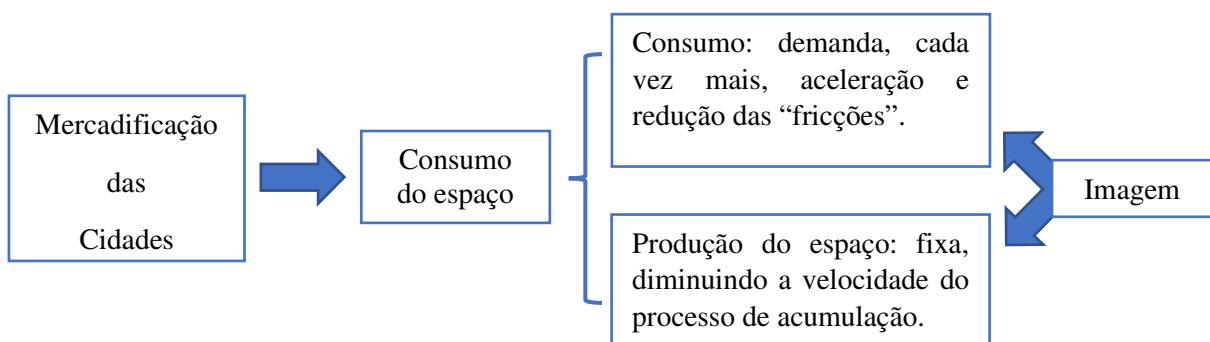 Mercadificação
das
Cidades
Consumo
do espaço
Consumo: demanda, cada
vez mais, aceleração e
redução das “fricções”.
Produção do espaço: fixa,
diminuindo a velocidade do
processo de acumulação.
Imagem